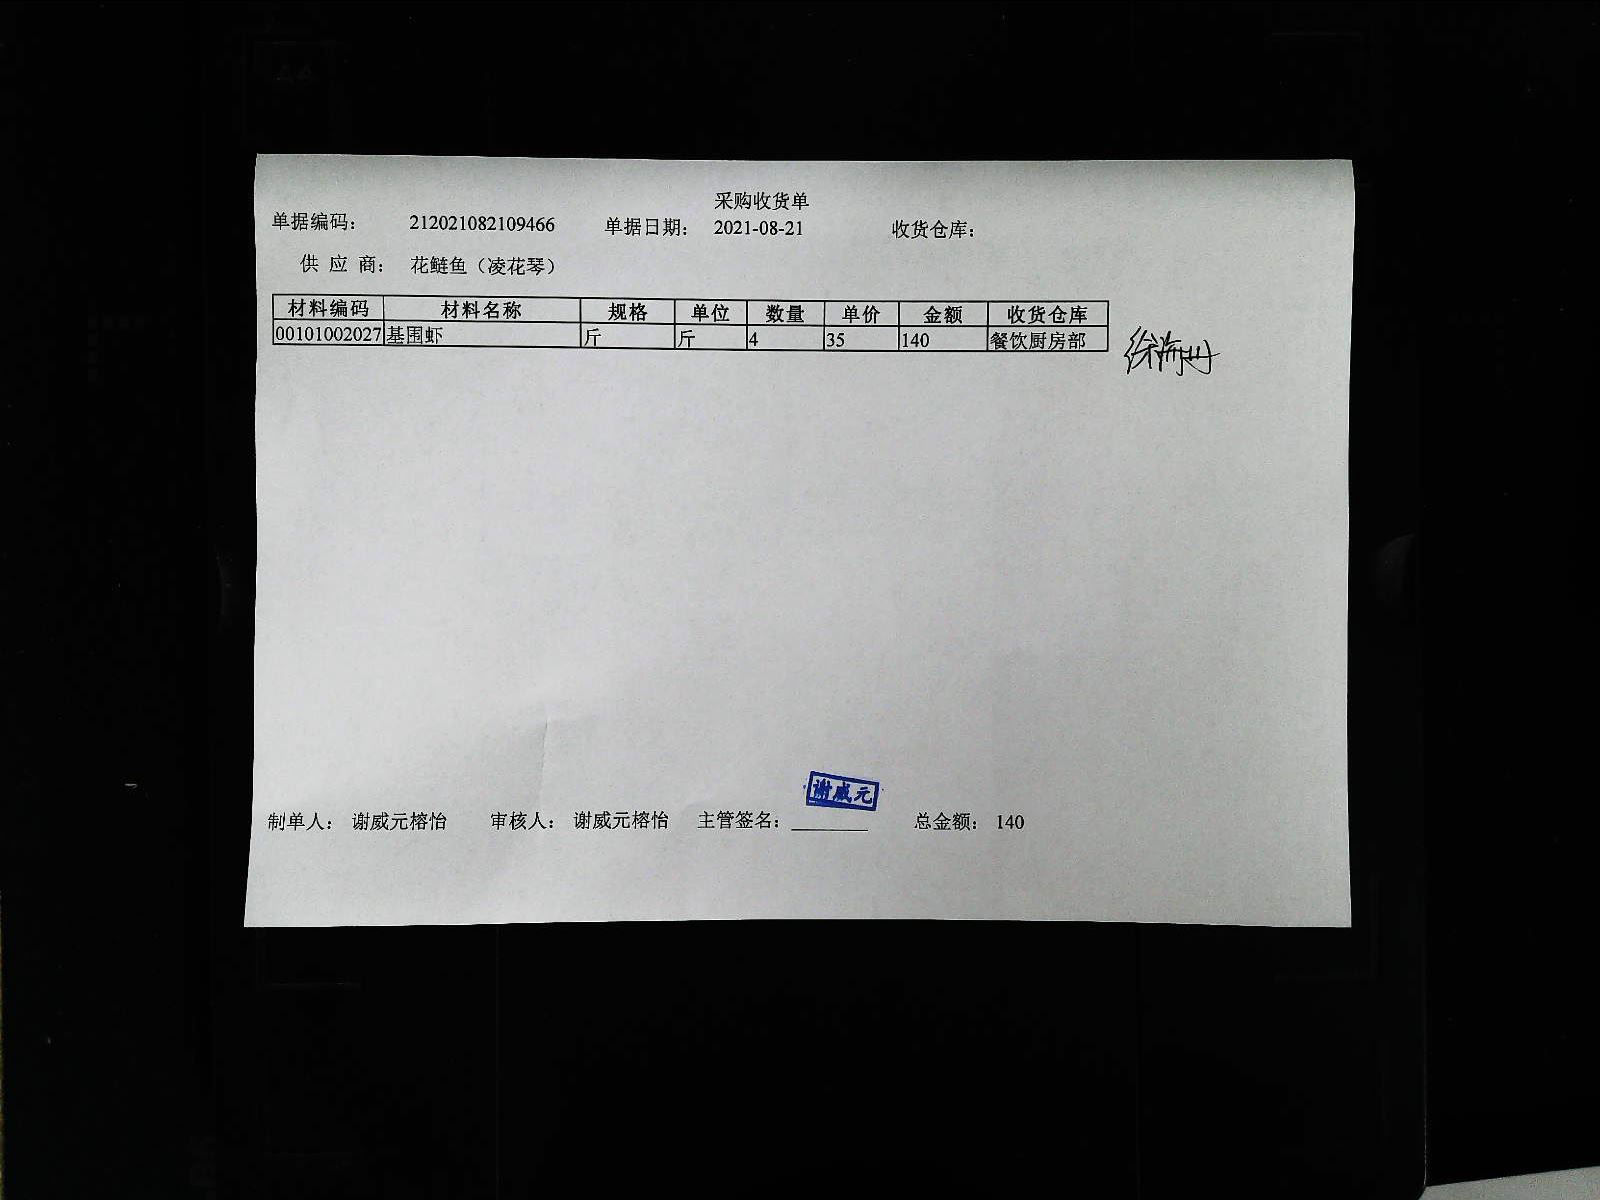 采购收货单
单据编码： 212021082109466 单据日期： 2021-08-21 收货仓库：
供 应 商： 花鲢鱼（凌花琴）
材料编码 材料名称 规格 单位 数量 单价 金额 收货仓库
00101002027 基围虾 斤 斤 4 35 140 餐饮厨房部
谢威元
制单人： 谢威元榕怡 审核人： 谢威元榕怡 主管签名： 总金额： 140